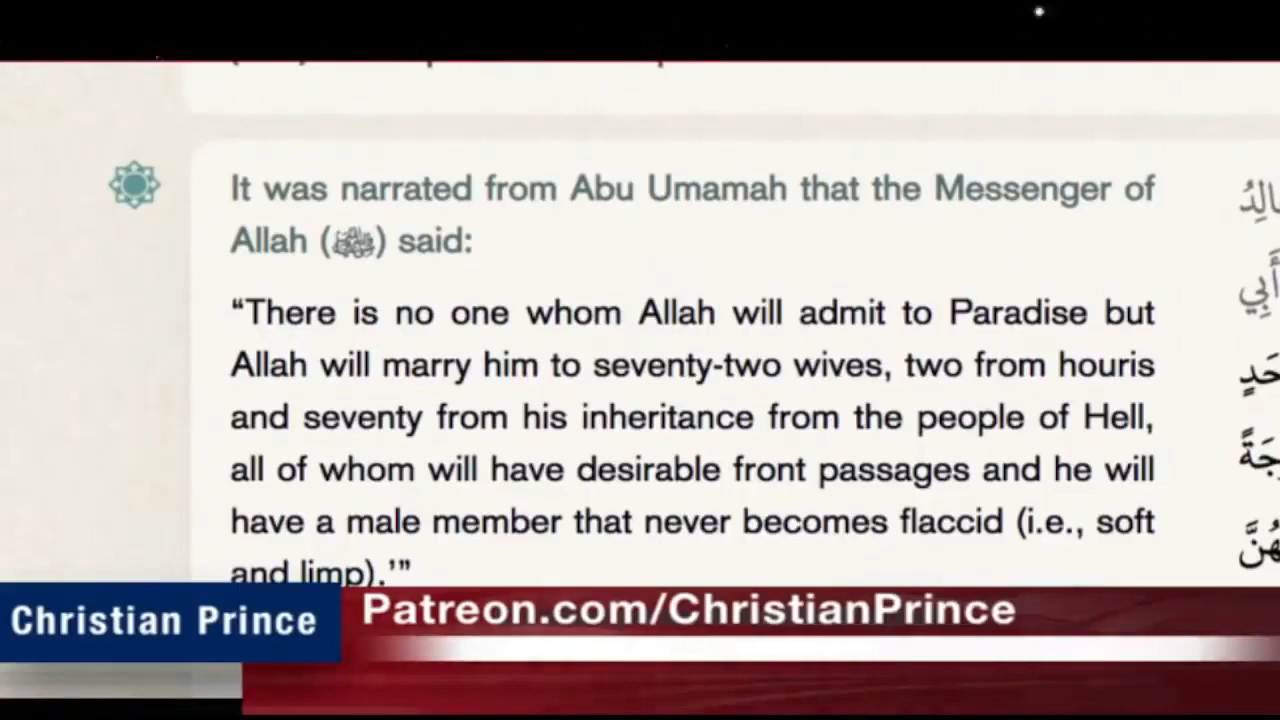 It was narrated from Abu Umamah that the Messenger of
Allah (ﷺ) said:
“There is no one whom Allah will admit to Paradise but
Allah will marry him to seventy-two wives, two from houris
and seventy from his inheritance from the people of Hell,
all of whom will have desirable front passages and he will
have a male member that never becomes flaccid (i.e., soft
and limp).’”
Christian Prince
Patreon.com/ChristianPrince